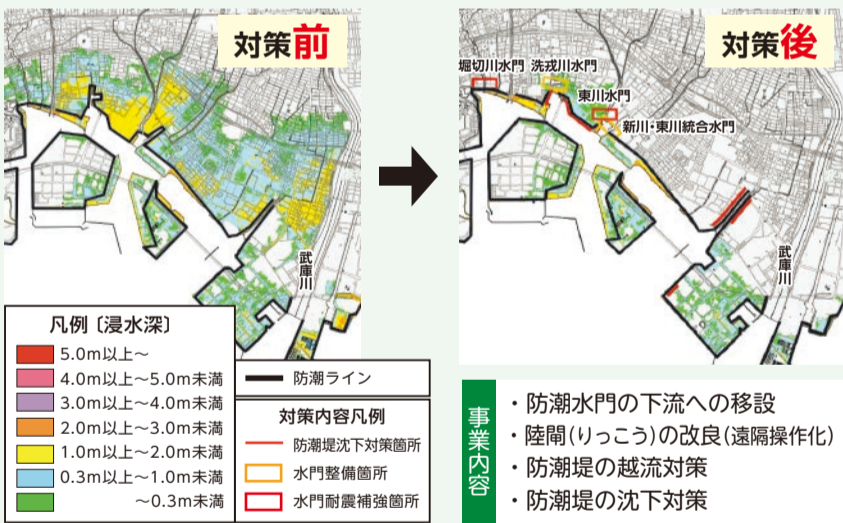 対策前
武庫川
凡例〔浸水深〕
5.0m以上～
4.0m以上～5.0m未満
3.0m以上～4.0m未満
2.0m以上～3.0m未満
1.0m以上～2.0m未満
0.3m以上～1.0m未満
～0.3m未満
防潮ライン
対策内容凡例
防潮堤沈下対策箇所
水門整備箇所
水門耐震補強箇所
対策後
堀切川水門
洗戎川水門
東川水門
新川・東川統合水門
武庫川
事業内容
・防潮水門の下流への移設
・陸閘(りっこう)の改良(遠隔操作化)
・防潮堤の越流対策
・防潮堤の沈下対策